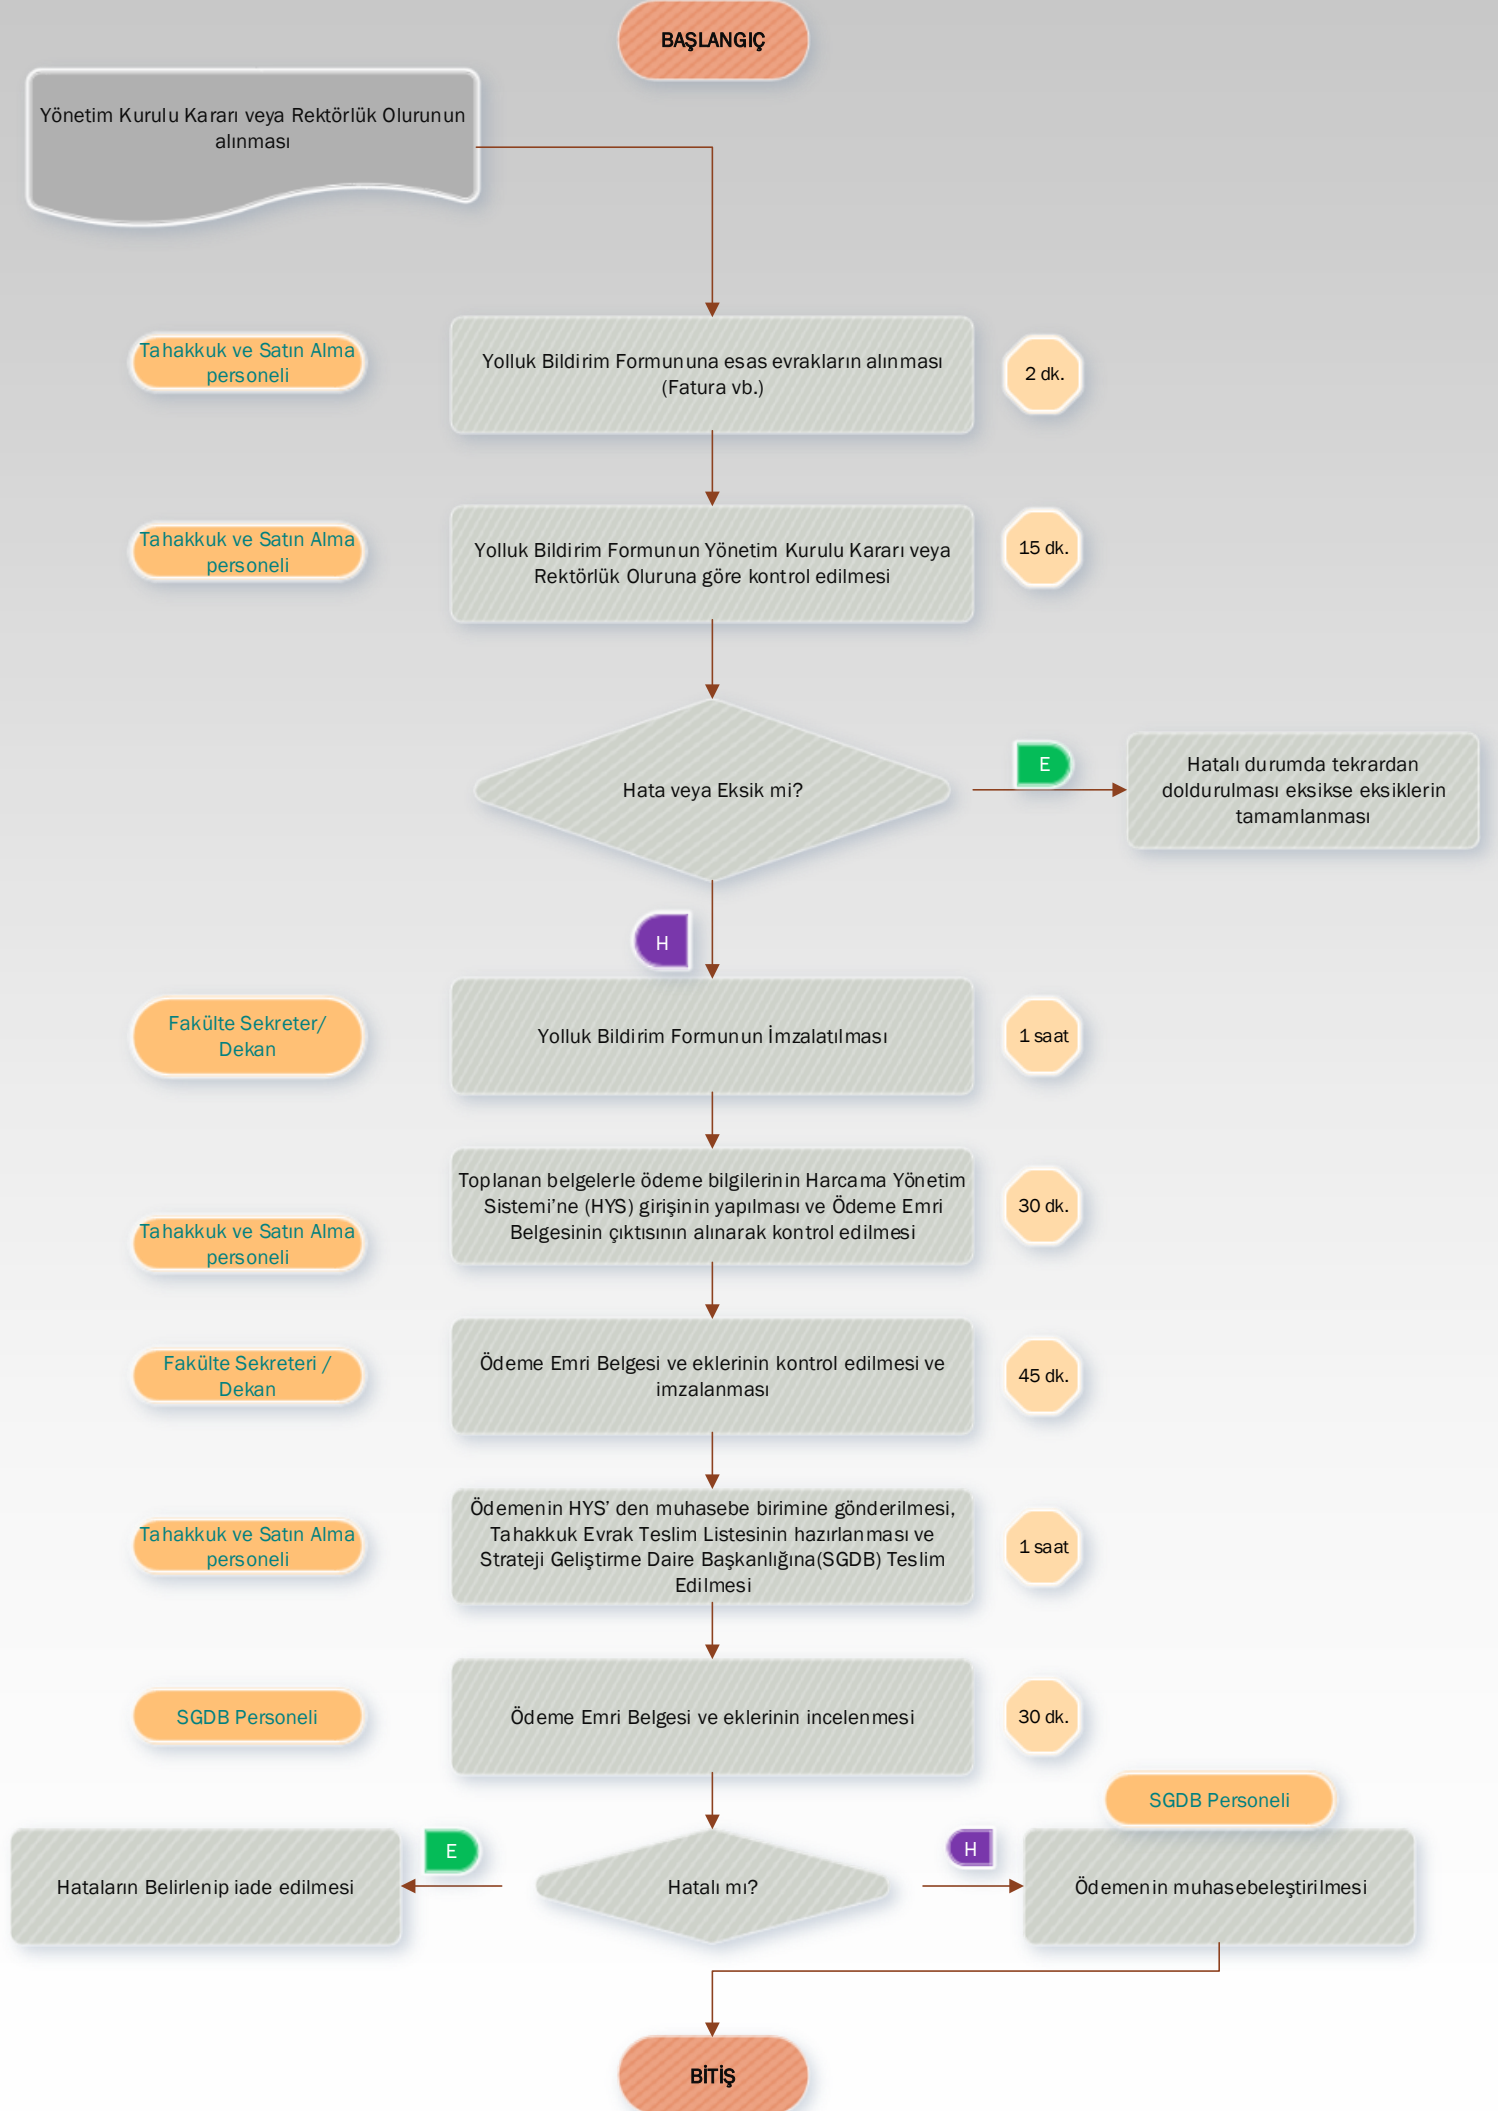 BAŞLANGIÇ
Yönetim Kurulu Kararı veya Rektörlük Olurunun
alınması
Tahakkuk ve Satın Alma
personeli
Yolluk Bildirim Formununa esas evrakların alınması
(Fatura vb.)
2 dk.
Tahakkuk ve Satın Alma
personeli
Yolluk Bildirim Formunun Yönetim Kurulu Kararı veya
Rektörlük Oluruna göre kontrol edilmesi
15 dk.
Hata veya Eksik mi?
E
Hatalı durumda tekrardan
doldurulması eksikse eksiklerin
tamamlanması
H
Fakülte Sekreter/
Dekan
Yolluk Bildirim Formunun İmzalatılması
1 saat
Tahakkuk ve Satın Alma
personeli
Toplanan belgelerle ödeme bilgilerinin Harcama Yönetim
Sistemi’ne (HYS) girişinin yapılması ve Ödeme Emri
Belgesinin çıktısının alınarak kontrol edilmesi
30 dk.
Fakülte Sekreteri /
Dekan
Ödeme Emri Belgesi ve eklerinin kontrol edilmesi ve
imzalanması
45 dk.
Tahakkuk ve Satın Alma
personeli
Ödemenin HYS’ den muhasebe birimine gönderilmesi,
Tahakkuk Evrak Teslim Listesinin hazırlanması ve
Strateji Geliştirme Daire Başkanlığına(SGDB) Teslim
Edilmesi
1 saat
SGDB Personeli
Ödeme Emri Belgesi ve eklerinin incelenmesi
30 dk.
SGDB Personeli
Hataların Belirlenip iade edilmesi
E
Hatalı mı?
H
Ödemenin muhasebeleştirilmesi
BİTİŞ